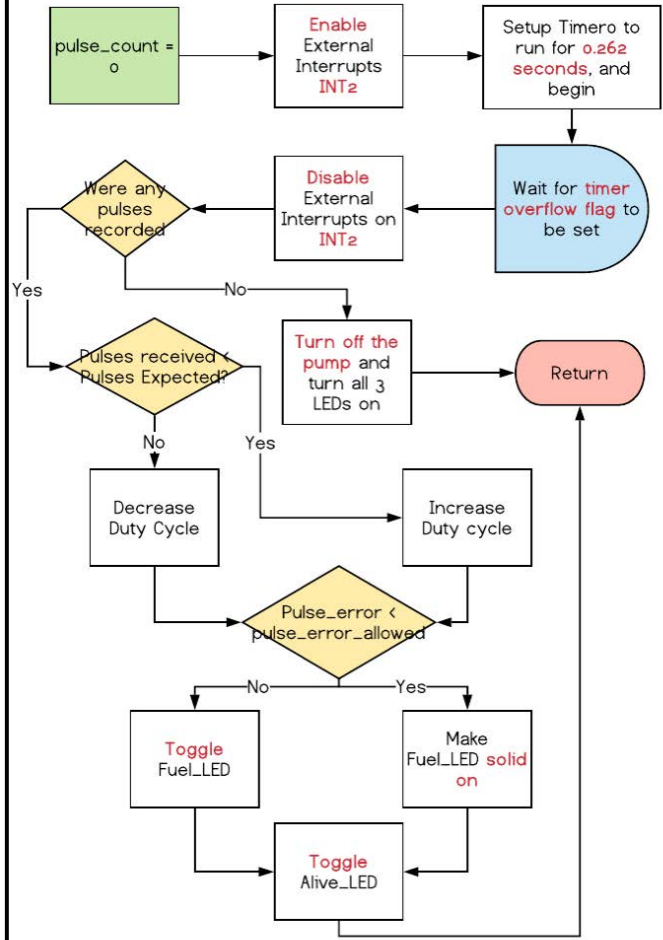 pulse_count =
0
Enable
External
Interrupts
INT2
Setup Timer0 to
run for 0.262
seconds, and
begin
Wait for timer
overflow flag to
be set
Disable
External
Interrupts on
INT2
Were any
pulses
recorded
Yes
No
Turn off the
pump and
turn all 3
LEDs on
Return
Pulses received <
Pulses Expected?
No
Yes
Decrease
Duty Cycle
Increase
Duty cycle
Pulse_error <
pulse_error_allowed
No
Yes
Toggle
Fuel_LED
Make
Fuel_LED solid
on
Toggle
Alive_LED